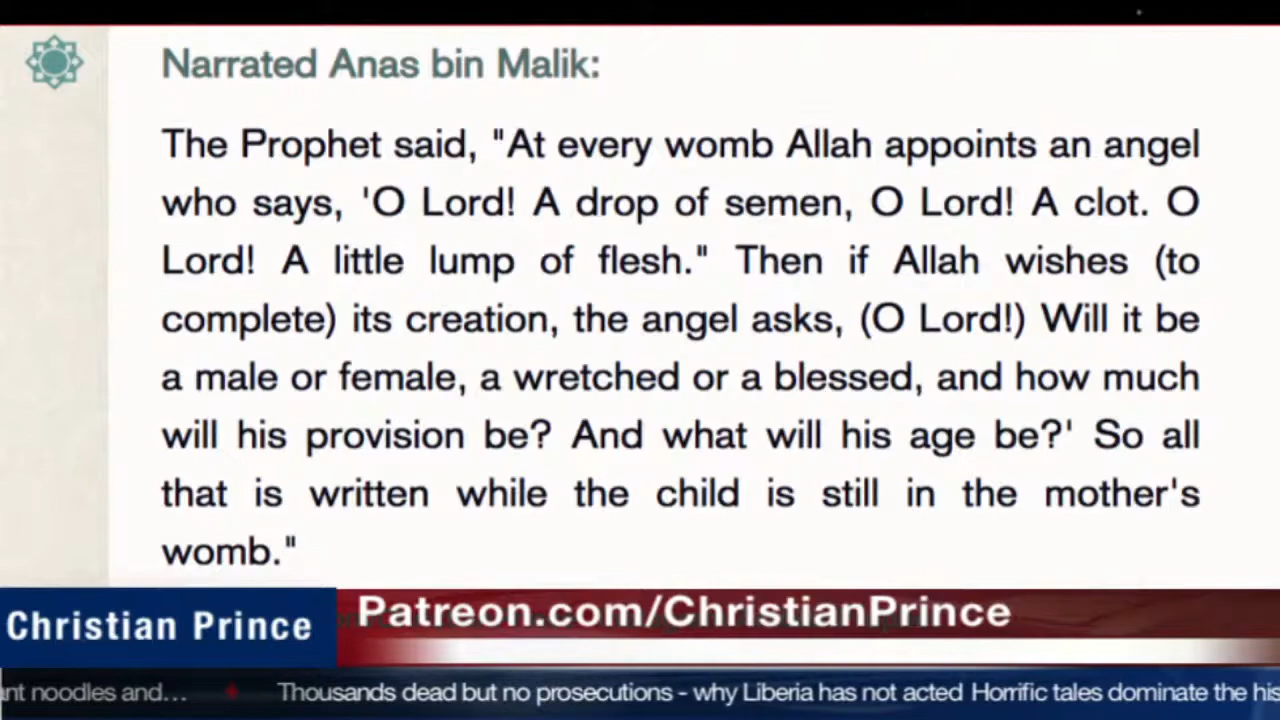 Narrated Anas bin Malik:
The Prophet said, "At every womb Allah appoints an angel
who says, 'O Lord! A drop of semen, O Lord! A clot. O
Lord! A little lump of flesh." Then if Allah wishes (to
complete) its creation, the angel asks, (O Lord!) Will it be
a male or female, a wretched or a blessed, and how much
will his provision be? And what will his age be?' So all
that is written while the child is still in the mother's
womb."
Christian Prince
Patreon.com/ChristianPrince
nt noodles and... Thousands dead but no prosecutions - why Liberia has not acted Horrific tales dominate the his